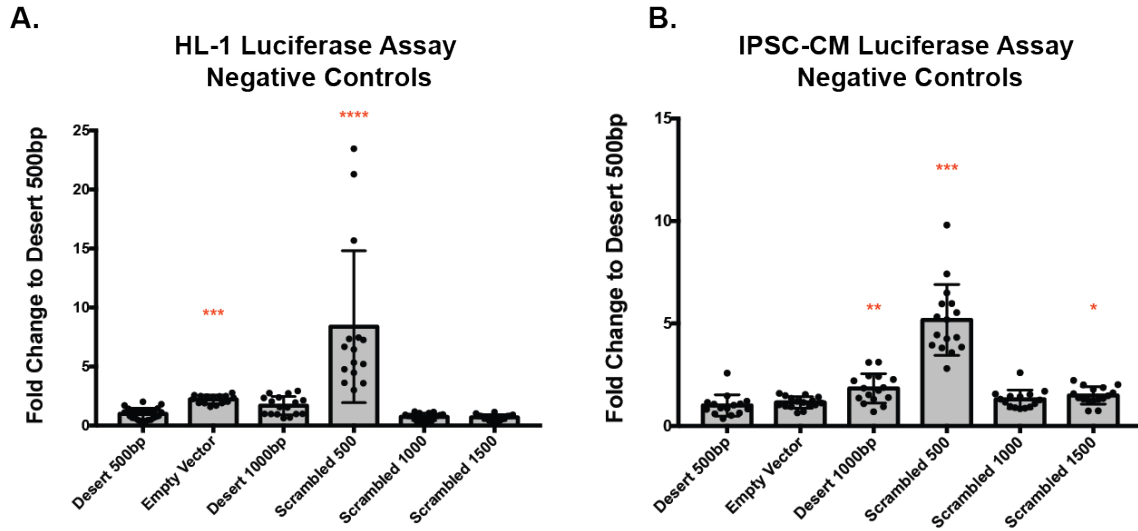 A.
HL-1 Luciferase Assay
Negative Controls
Fold Change to Desert 500bp
25
20
15
10
5
0
***
****
Desert 500bp
Empty Vector
Desert 1000bp
Scrambled 500
Scrambled 1000
Scrambled 1500
B.
IPSC-CM Luciferase Assay
Negative Controls
Fold Change to Desert 500bp
15
10
5
0
**
***
*
Desert 500bp
Empty Vector
Desert 1000bp
Scrambled 500
Scrambled 1000
Scrambled 1500